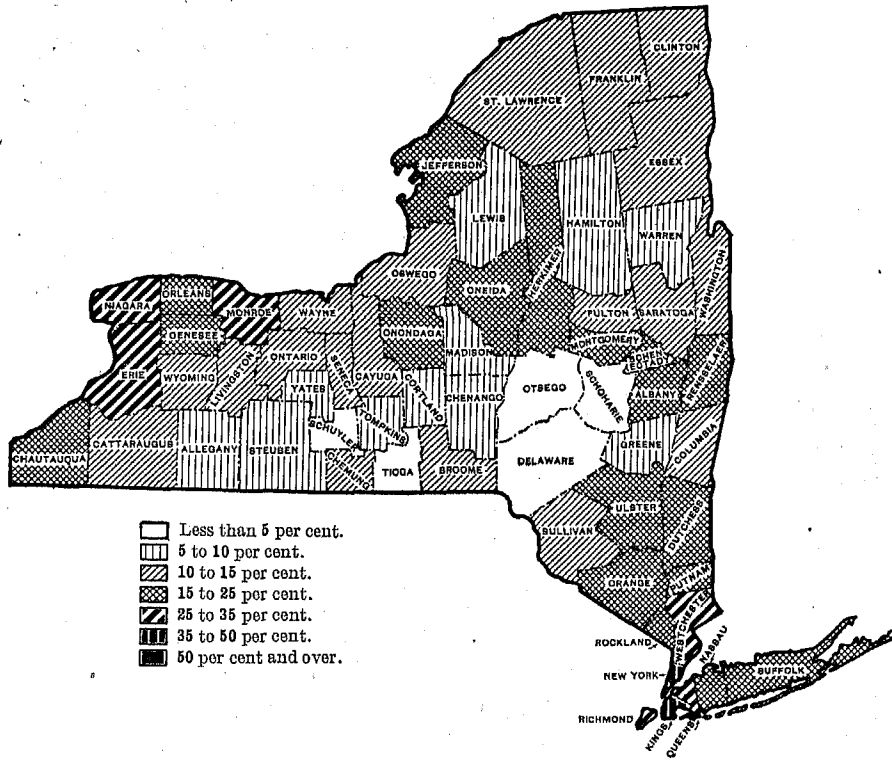 CLINTON
FRANKLIN
ST. LAWRENCE
ESSEX
JEFFERSON
LEWIS
HAMILTON
HERKIMER
WARREN
WASHINGTON
OSWEGO
ONEIDA
NIAGARA
ORLEANS
MONROE
WAYNE
FULTON
SARATOGA
GENESEE
ONONDAGA
MONTGOMERY
MADISON
SCHENECTADY
RENSSELAER
ERIE
WYOMING
LIVINGSTON
ONTARIO
SENECA
CAYUGA
YATES
CORTLAND
CHENANGO
OTSEGO
SCHOHARIE
ALBANY
SCHUYLER
TOMPKINS
CHAUTAUQUA
CATTARAUGUS
ALLEGANY
STEUBEN
CHEMUNG
TIOGA
BROOME
DELAWARE
GREENE
COLUMBIA
ULSTER
DUTCHESS
SULLIVAN
ORANGE
PUTNAM
WESTCHESTER
ROCKLAND
NASSAU
NEW YORK
SUFFOLK
RICHMOND
KINGS
QUEENS
Less than 5 per cent.
5 to 10 per cent.
10 to 15 per cent.
15 to 25 per cent.
25 to 35 per cent.
35 to 50 per cent.
50 per cent and over.